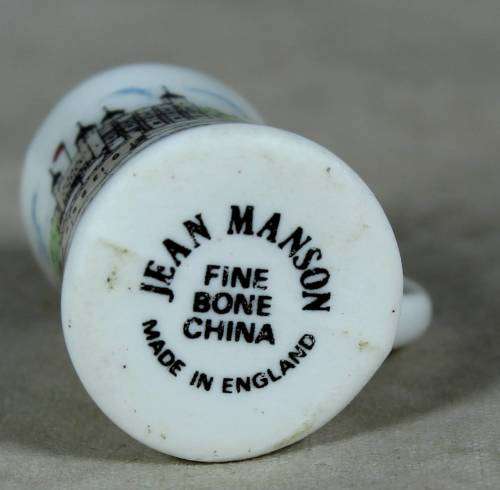 JEAN MANSON
FINE
BONE
CHINA
MADE IN ENGLAND